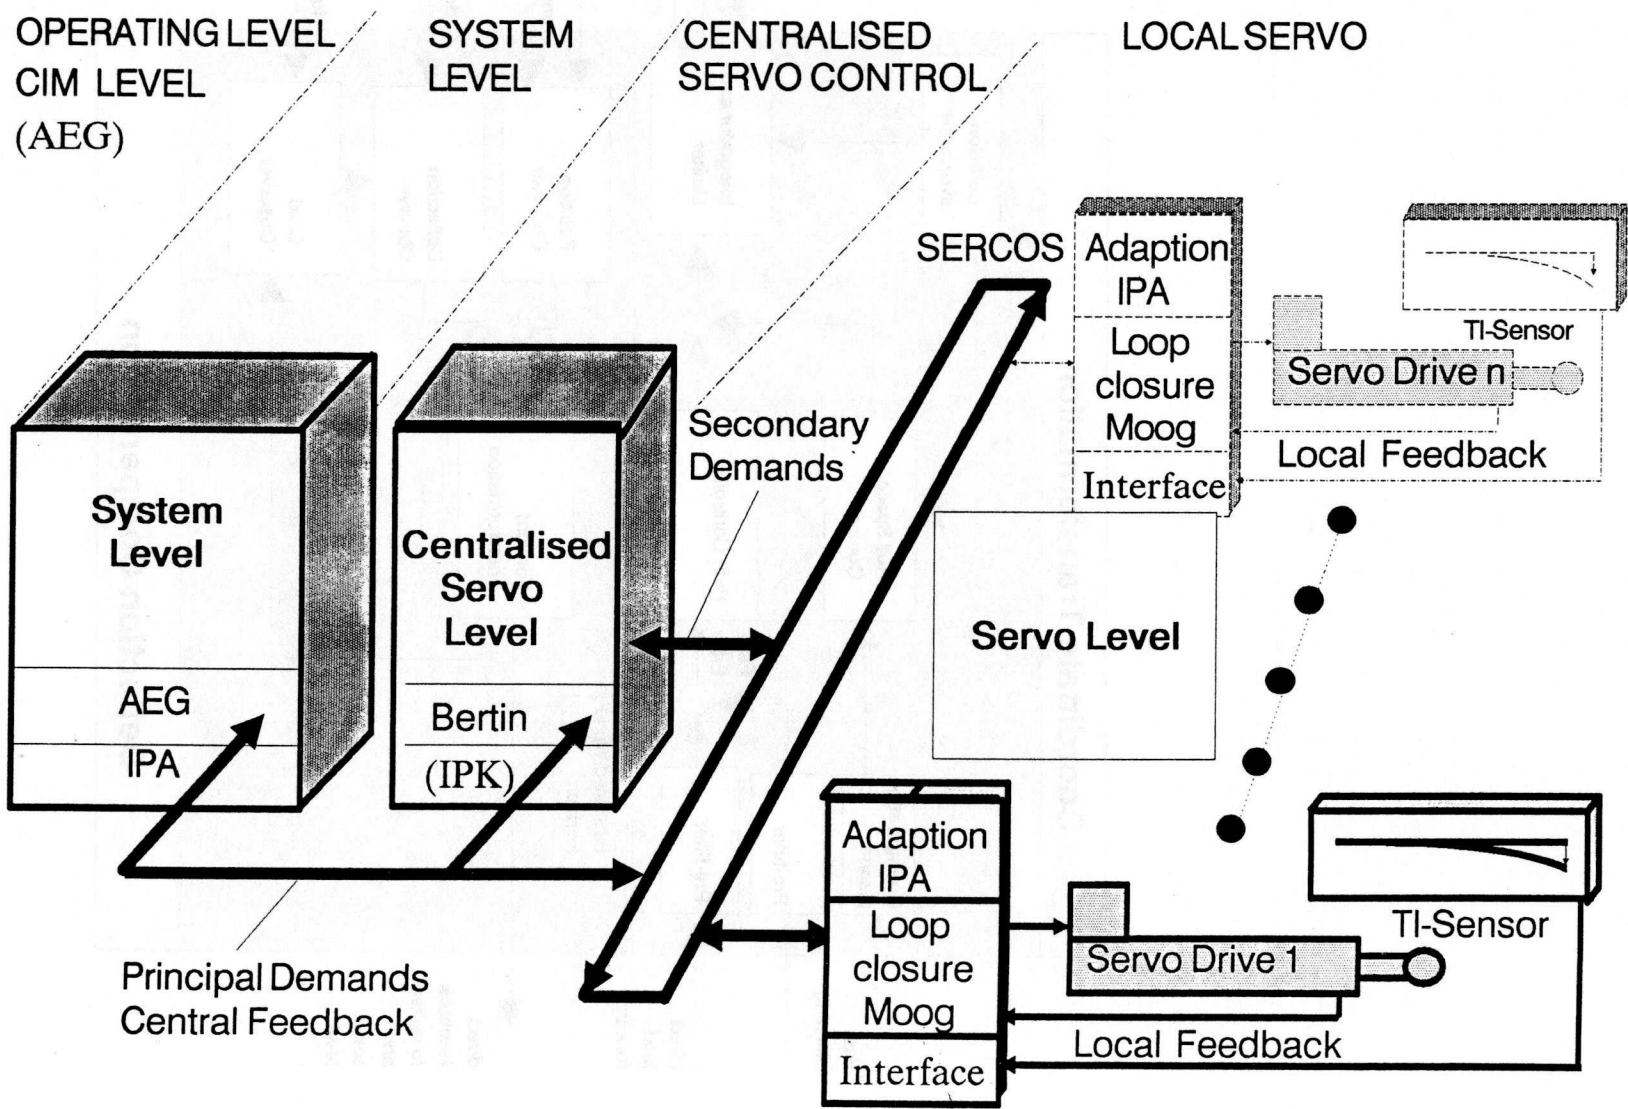 OPERATING LEVEL
CIM LEVEL
(AEG)
SYSTEM
LEVEL
CENTRALISED
SERVO CONTROL
LOCAL SERVO
SERCOS
Adaption
IPA
Loop
closure
Moog
Interface
TI-Sensor
Servo Drive n
Local Feedback
Secondary
Demands
System
Level
AEG
IPA
Centralised
Servo
Level
Bertin
(IPK)
Servo Level
Adaption
IPA
Loop
closure
Moog
Interface
TI-Sensor
Servo Drive 1
Local Feedback
Principal Demands
Central Feedback